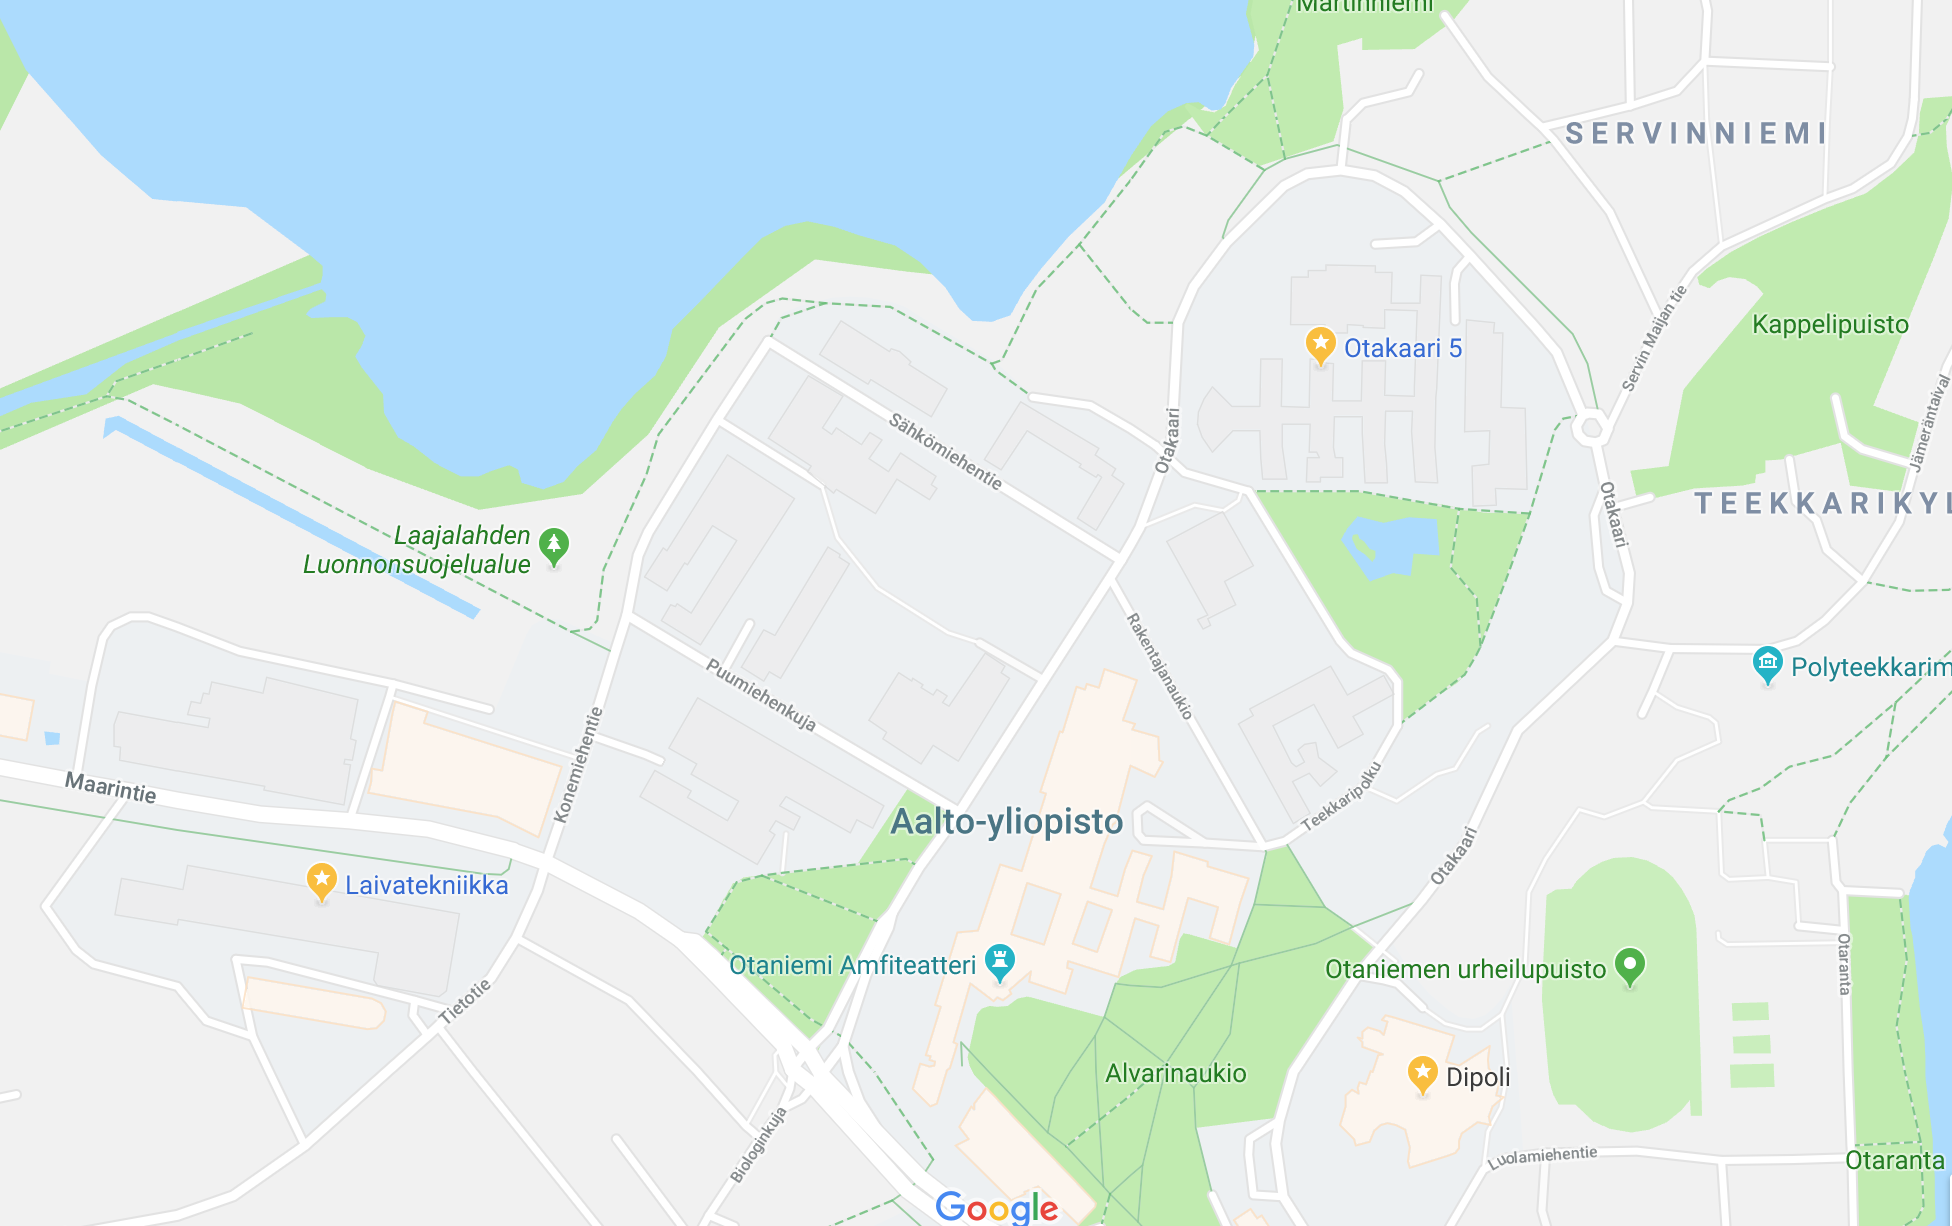 Martinniemi
SERVINNIEMI
Kappelipuisto
Servin Maijan tie
Otakaari 5
Jämeräntaival
Otakaari
Sähkömiehentie
TEEKKARIKYL
Otakaari
Laajalahden
Luonnonsuojelualue
Rakentajanaukio
Polyteekkarim
Puumiehenkuja
Konemiehentie
Maarintie
Teekkaripolku
Aalto-yliopisto
Otakaari
Laivatekniikka
Otaniemi Amfiteatteri
Otaniemen urheilupuisto
Otaranta
Tietotie
Alvarinaukio
Dipoli
Biologinkuja
Luolamiehentie
Otaranta
Google